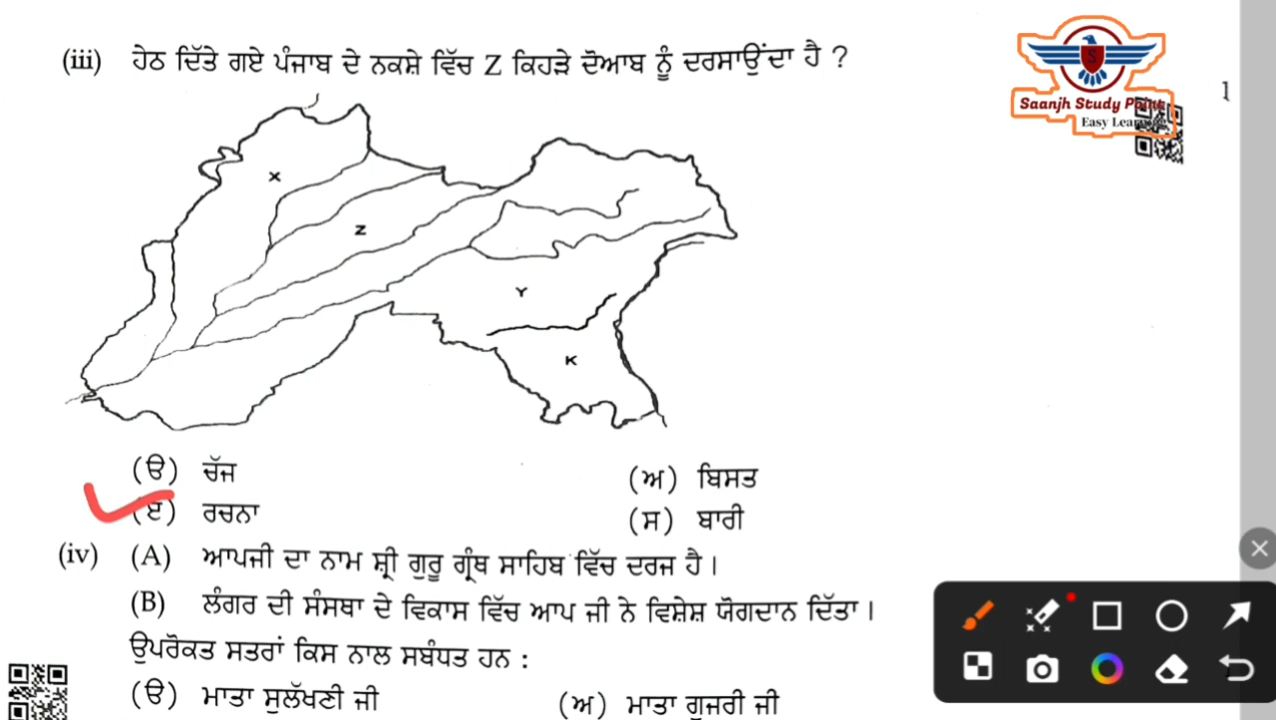 (iii) ਹੇਠ ਦਿੱਤੇ ਗਏ ਪੰਜਾਬ ਦੇ ਨਕਸ਼ੇ ਵਿੱਚ Z ਕਿਹੜੇ ਦੋਆਬ ਨੂੰ ਦਰਸਾਉਂਦਾ ਹੈ ?
1
Saanjh Study Point
X
Z
Y
K
(ੳ) ਚੱਜ (ਅ) ਬਿਸਤ
(ੲ) ਰਚਨਾ (ਸ) ਬਾਰੀ
(iv) (A) ਆਪਜੀ ਦਾ ਨਾਮ ਸ਼੍ਰੀ ਗੁਰੂ ਗ੍ਰੰਥ ਸਾਹਿਬ ਵਿੱਚ ਦਰਜ ਹੈ।
(B) ਲੰਗਰ ਦੀ ਸੰਸਥਾ ਦੇ ਵਿਕਾਸ ਵਿੱਚ ਆਪ ਜੀ ਨੇ ਵਿਸ਼ੇਸ਼ ਯੋਗਦਾਨ ਦਿੱਤਾ।
ਉਪਰੋਕਤ ਸਤਰਾਂ ਕਿਸ ਨਾਲ ਸਬੰਧਤ ਹਨ :
(ੳ) ਮਾਤਾ ਸੁਲੱਖਣੀ ਜੀ (ਅ) ਮਾਤਾ ਗੁਜਰੀ ਜੀ